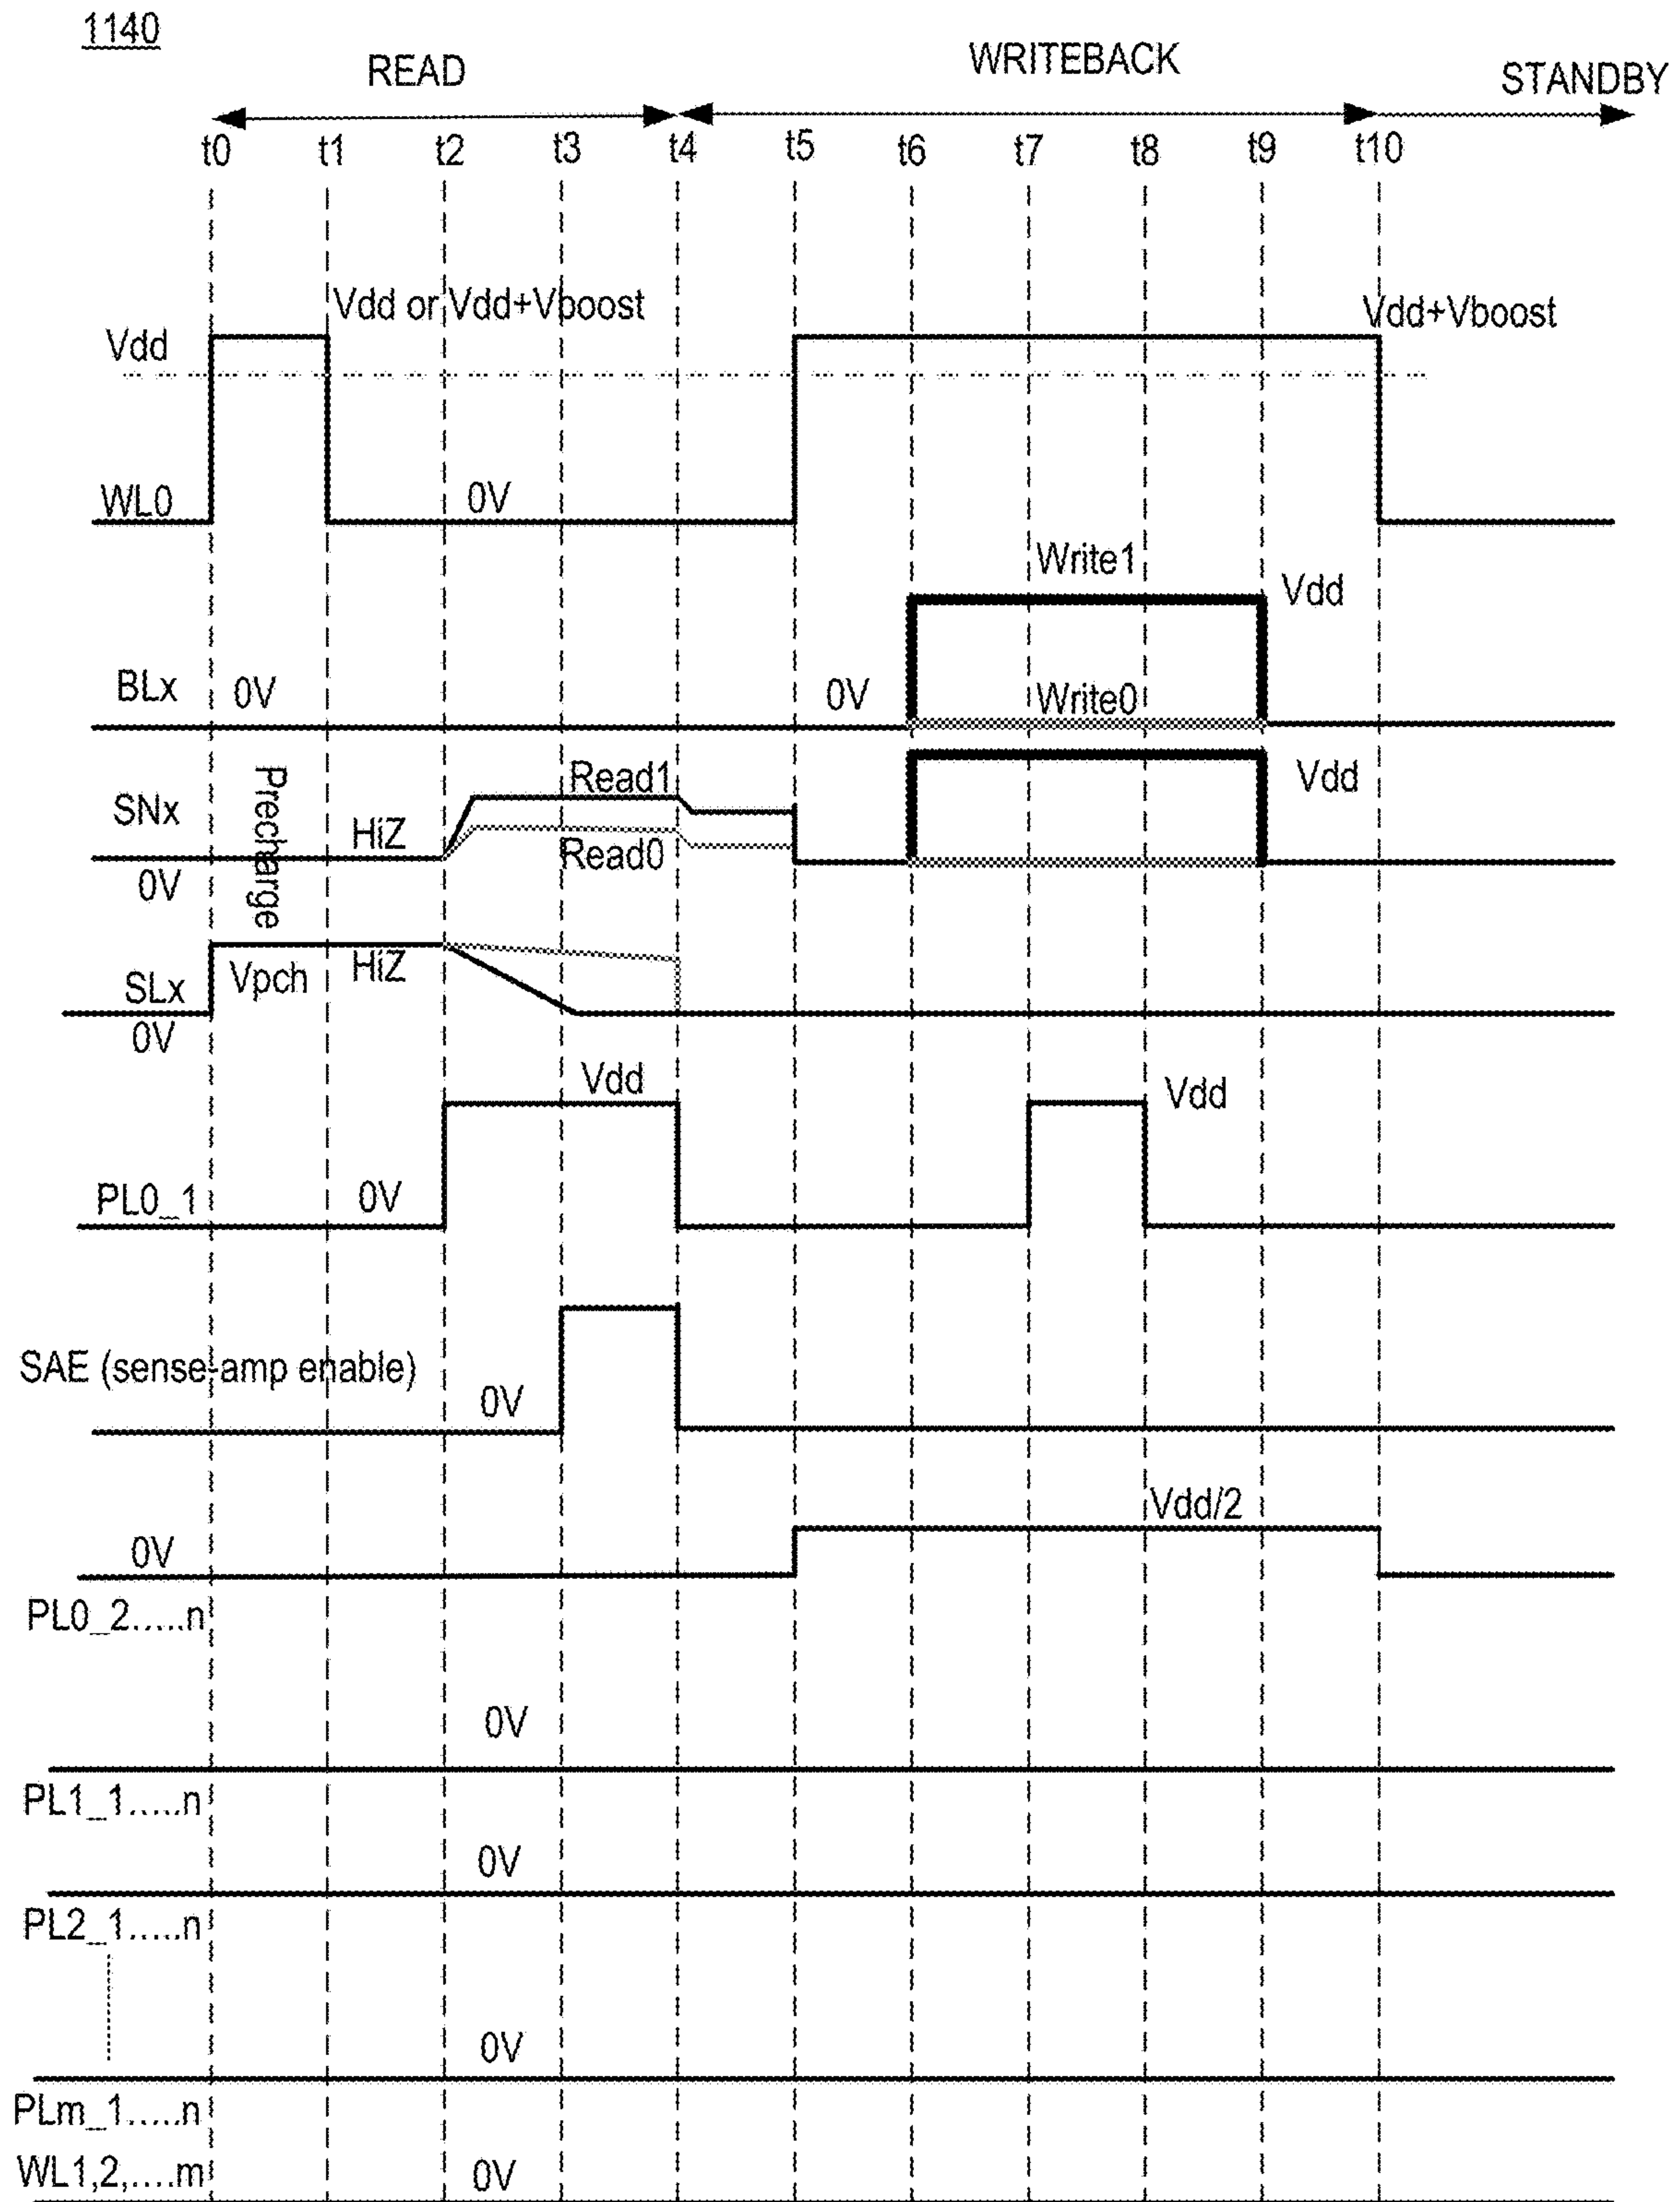 1140
READ
WRITEBACK
STANDBY
t0 t1 t2 t3 t4 t5 t6 t7 t8 t9 t10
Vdd or Vdd+Vboost
Vdd+Vboost
Vdd
WL0
0V
Write1
Vdd
BLx
0V
0V
Write0
Precharge
SNx
HiZ
Read1
Read0
Vdd
0V
SLx
Vpch
HiZ
0V
Vdd
Vdd
PL0_1
0V
SAE (sense-amp enable)
0V
Vdd/2
0V
PL0_2.....n
0V
PL1_1.....n
0V
PL2_1.....n
0V
PLm_1.....n
WL1,2,....m
0V